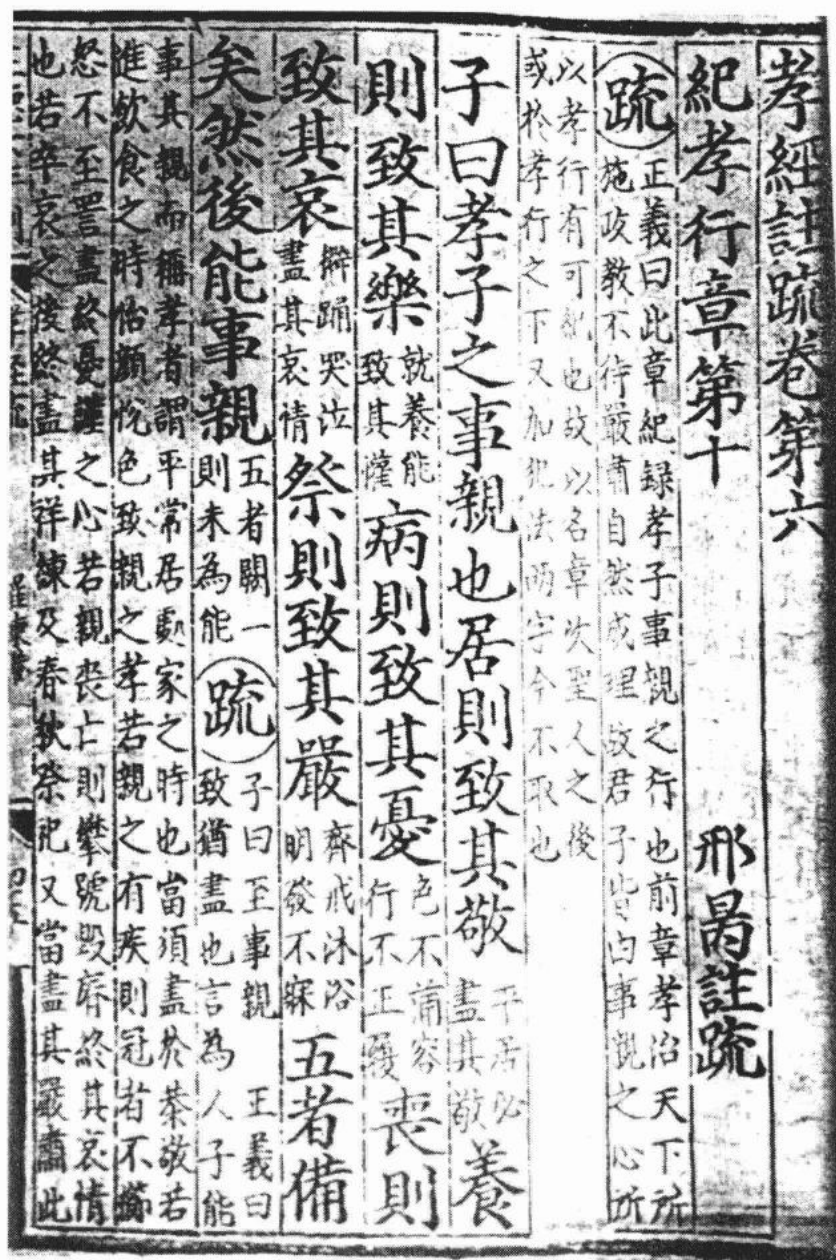 孝經註疏卷第六
紀孝行章第十 邢昺註疏
疏 正義曰此章紀録孝子事親之行也前章孝治天下所
施政教不待嚴肅自然成理故君子皆由事親之心所
以孝行有可紀也故以名章次聖人之後
或於孝行之下又加犯法兩字今不取也
子曰孝子之事親也居則致其敬 平居必盡其敬 養
則致其樂 就養能致其懽 病則致其憂 色不滿容行不正履 喪則
致其哀 擗踊哭泣盡其哀情 祭則致其嚴 齊戒沐浴明發不寐 五者備
矣然後能事親 五者闕一則未為能 疏 子曰至事親 正義曰致猶盡也言為人子能
事其親而稱孝者謂平常居處家之時也當須盡於恭敬若
進飲食之時怡顏悅色致親之孝若親之有疾則冠者不櫛
怒不至詈盡終憂謹之心若親喪亡則攀號毀瘠終其哀情
也若卒哀之後終盡其祥練及春秋祭祀又當盡其嚴肅此